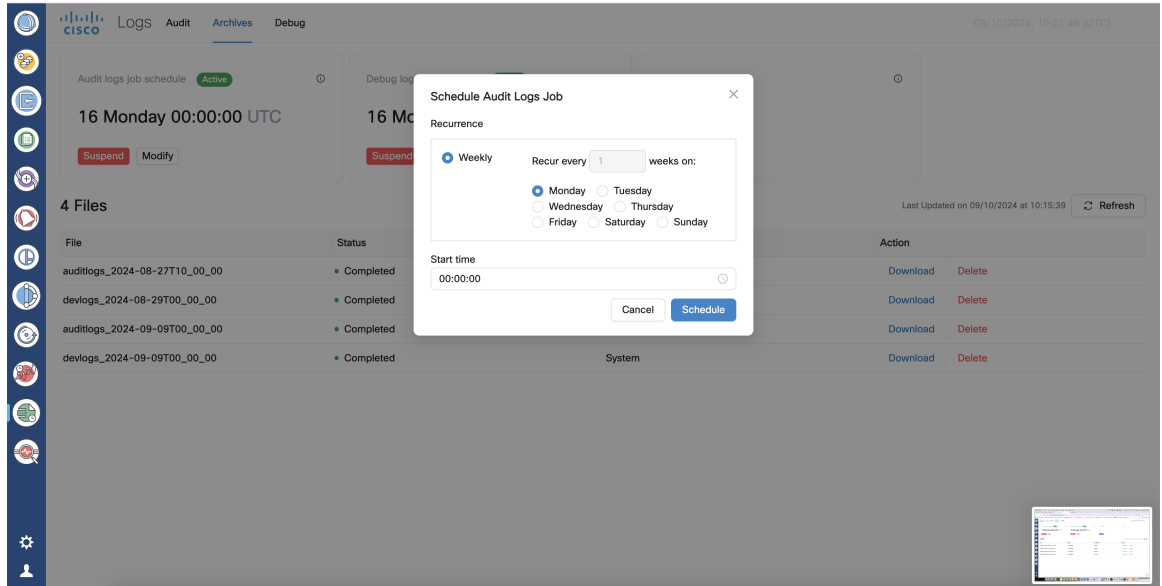 cisco Logs Audit Archives Debug 09/10/2024, 10:21:48 (UTC)
Audit logs job schedule Active
16 Monday 00:00:00 UTC
Suspend Modify
Debug log
16 Mo
Suspend
Schedule Audit Logs Job
Recurrence
Weekly
Recur every 1 weeks on:
Monday Tuesday
Wednesday Thursday
Friday Saturday Sunday
Start time
00:00:00
Cancel Schedule
4 Files Last Updated on 09/10/2024 at 10:15:39 Refresh
File Status Action
auditlogs_2024-08-27T10_00_00 Completed Download Delete
devlogs_2024-08-29T00_00_00 Completed Download Delete
auditlogs_2024-09-09T00_00_00 Completed Download Delete
devlogs_2024-09-09T00_00_00 Completed System Download Delete